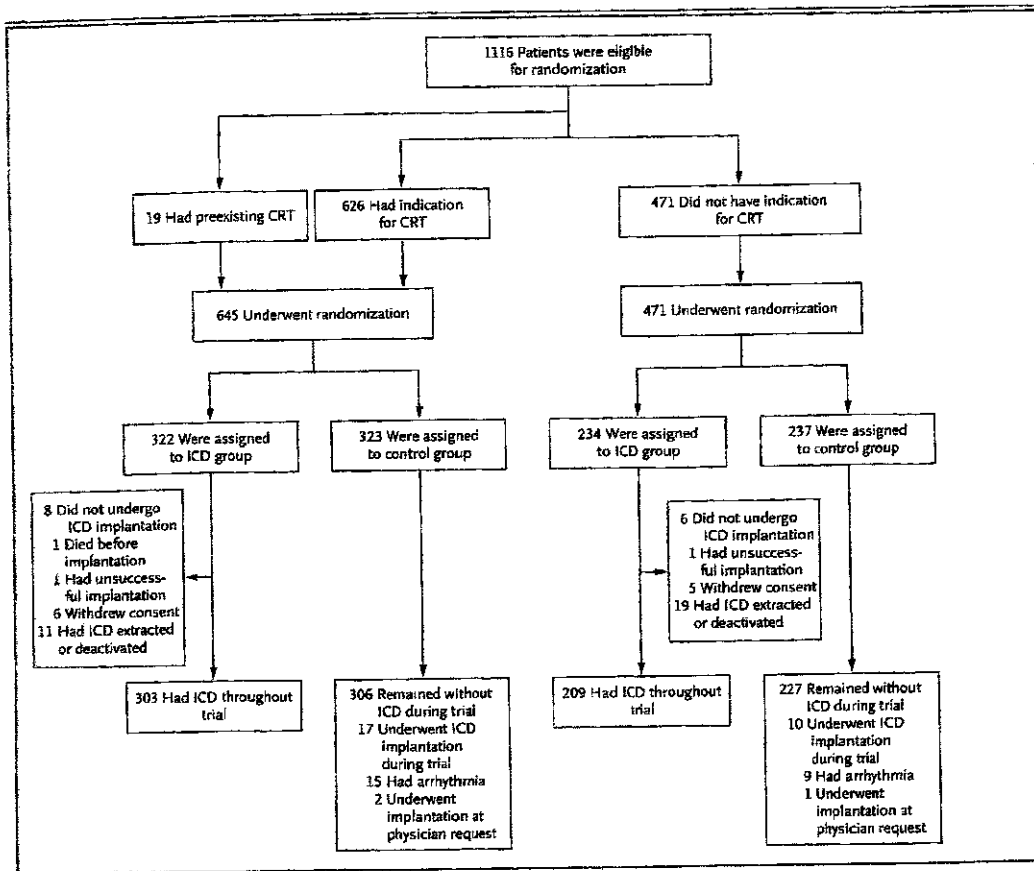 1116 Patients were eligible
for randomization
19 Had preexisting CRT
626 Had indication
for CRT
471 Did not have indication
for CRT
645 Underwent randomization
471 Underwent randomization
322 Were assigned
to ICD group
323 Were assigned
to control group
234 Were assigned
to ICD group
237 Were assigned
to control group
8 Did not undergo
ICD implantation
1 Died before
implantation
1 Had unsuccess-
ful implantation
6 Withdrew consent
11 Had ICD extracted
or deactivated
6 Did not undergo
ICD implantation
1 Had unsuccess-
ful implantation
5 Withdrew consent
19 Had ICD extracted
or deactivated
303 Had ICD throughout
trial
306 Remained without
ICD during trial
17 Underwent ICD
implantation
during trial
15 Had arrhythmia
2 Underwent
implantation at
physician request
209 Had ICD throughout
trial
227 Remained without
ICD during trial
10 Underwent ICD
implantation
during trial
9 Had arrhythmia
1 Underwent
implantation at
physician request